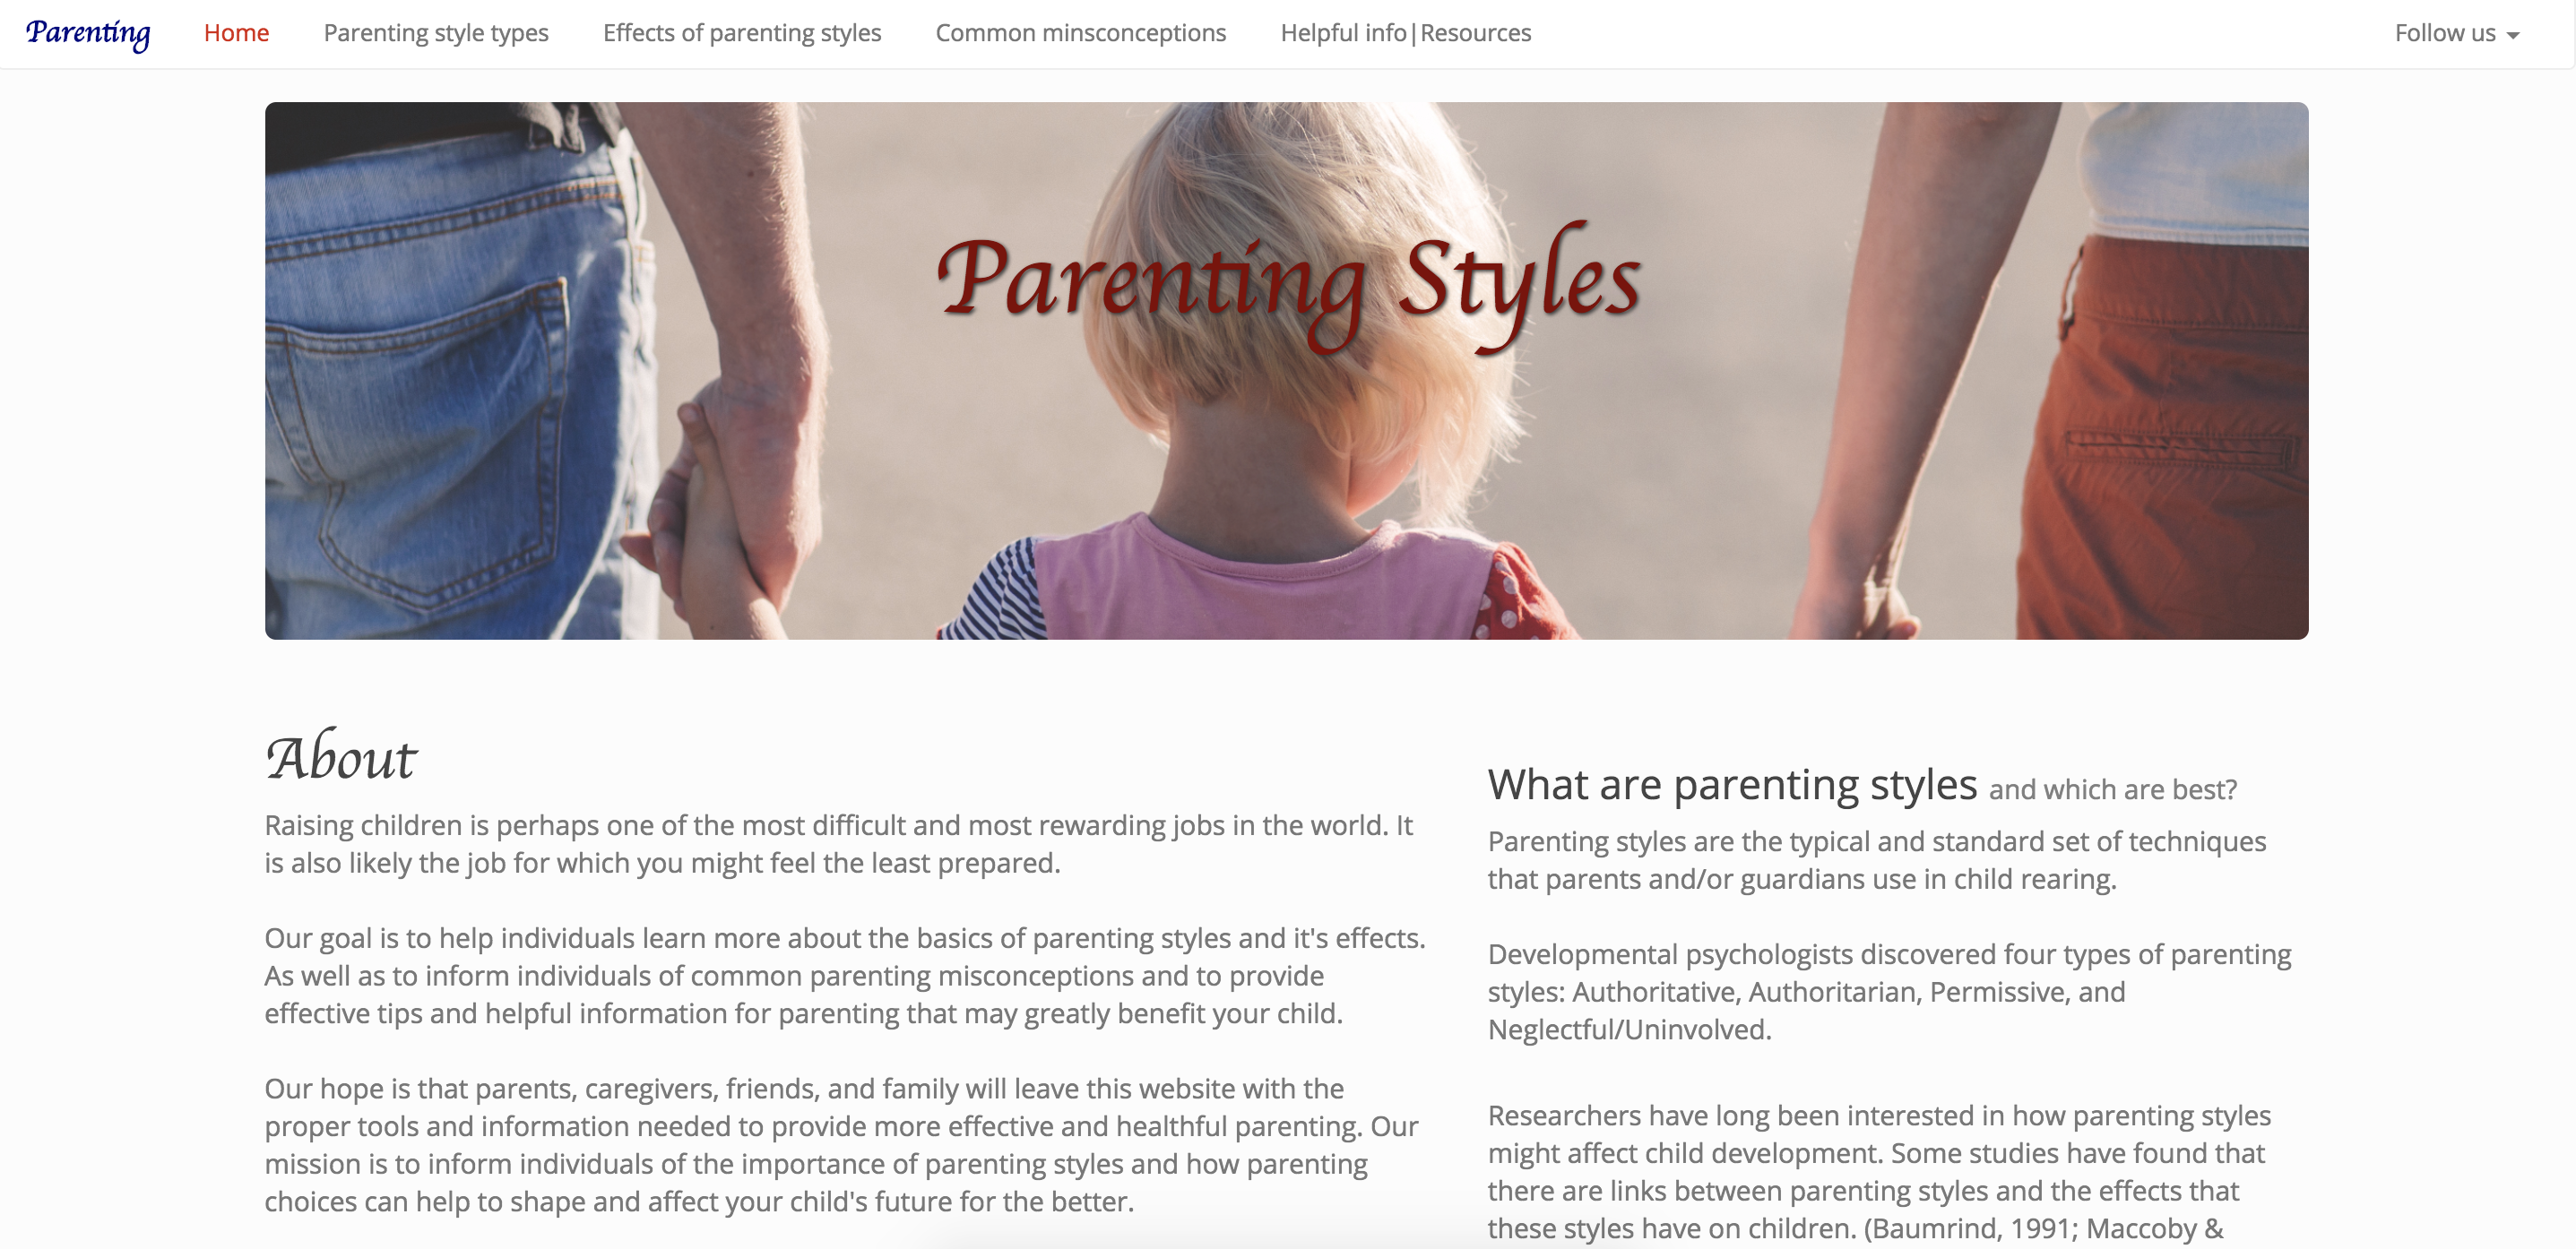 Parenting
Home
Parenting style types
Effects of parenting styles
Common minsconceptions
Helpful info|Resources
Follow us
Parenting Styles
About
Raising children is perhaps one of the most difficult and most rewarding jobs in the world. It
is also likely the job for which you might feel the least prepared.
Our goal is to help individuals learn more about the basics of parenting styles and it's effects.
As well as to inform individuals of common parenting misconceptions and to provide
effective tips and helpful information for parenting that may greatly benefit your child.
Our hope is that parents, caregivers, friends, and family will leave this website with the
proper tools and information needed to provide more effective and healthful parenting. Our
mission is to inform individuals of the importance of parenting styles and how parenting
choices can help to shape and affect your child's future for the better.
What are parenting styles and which are best?
Parenting styles are the typical and standard set of techniques
that parents and/or guardians use in child rearing.
Developmental psychologists discovered four types of parenting
styles: Authoritative, Authoritarian, Permissive, and
Neglectful/Uninvolved.
Researchers have long been interested in how parenting styles
might affect child development. Some studies have found that
there are links between parenting styles and the effects that
these styles have on children. (Baumrind, 1991; Maccoby &